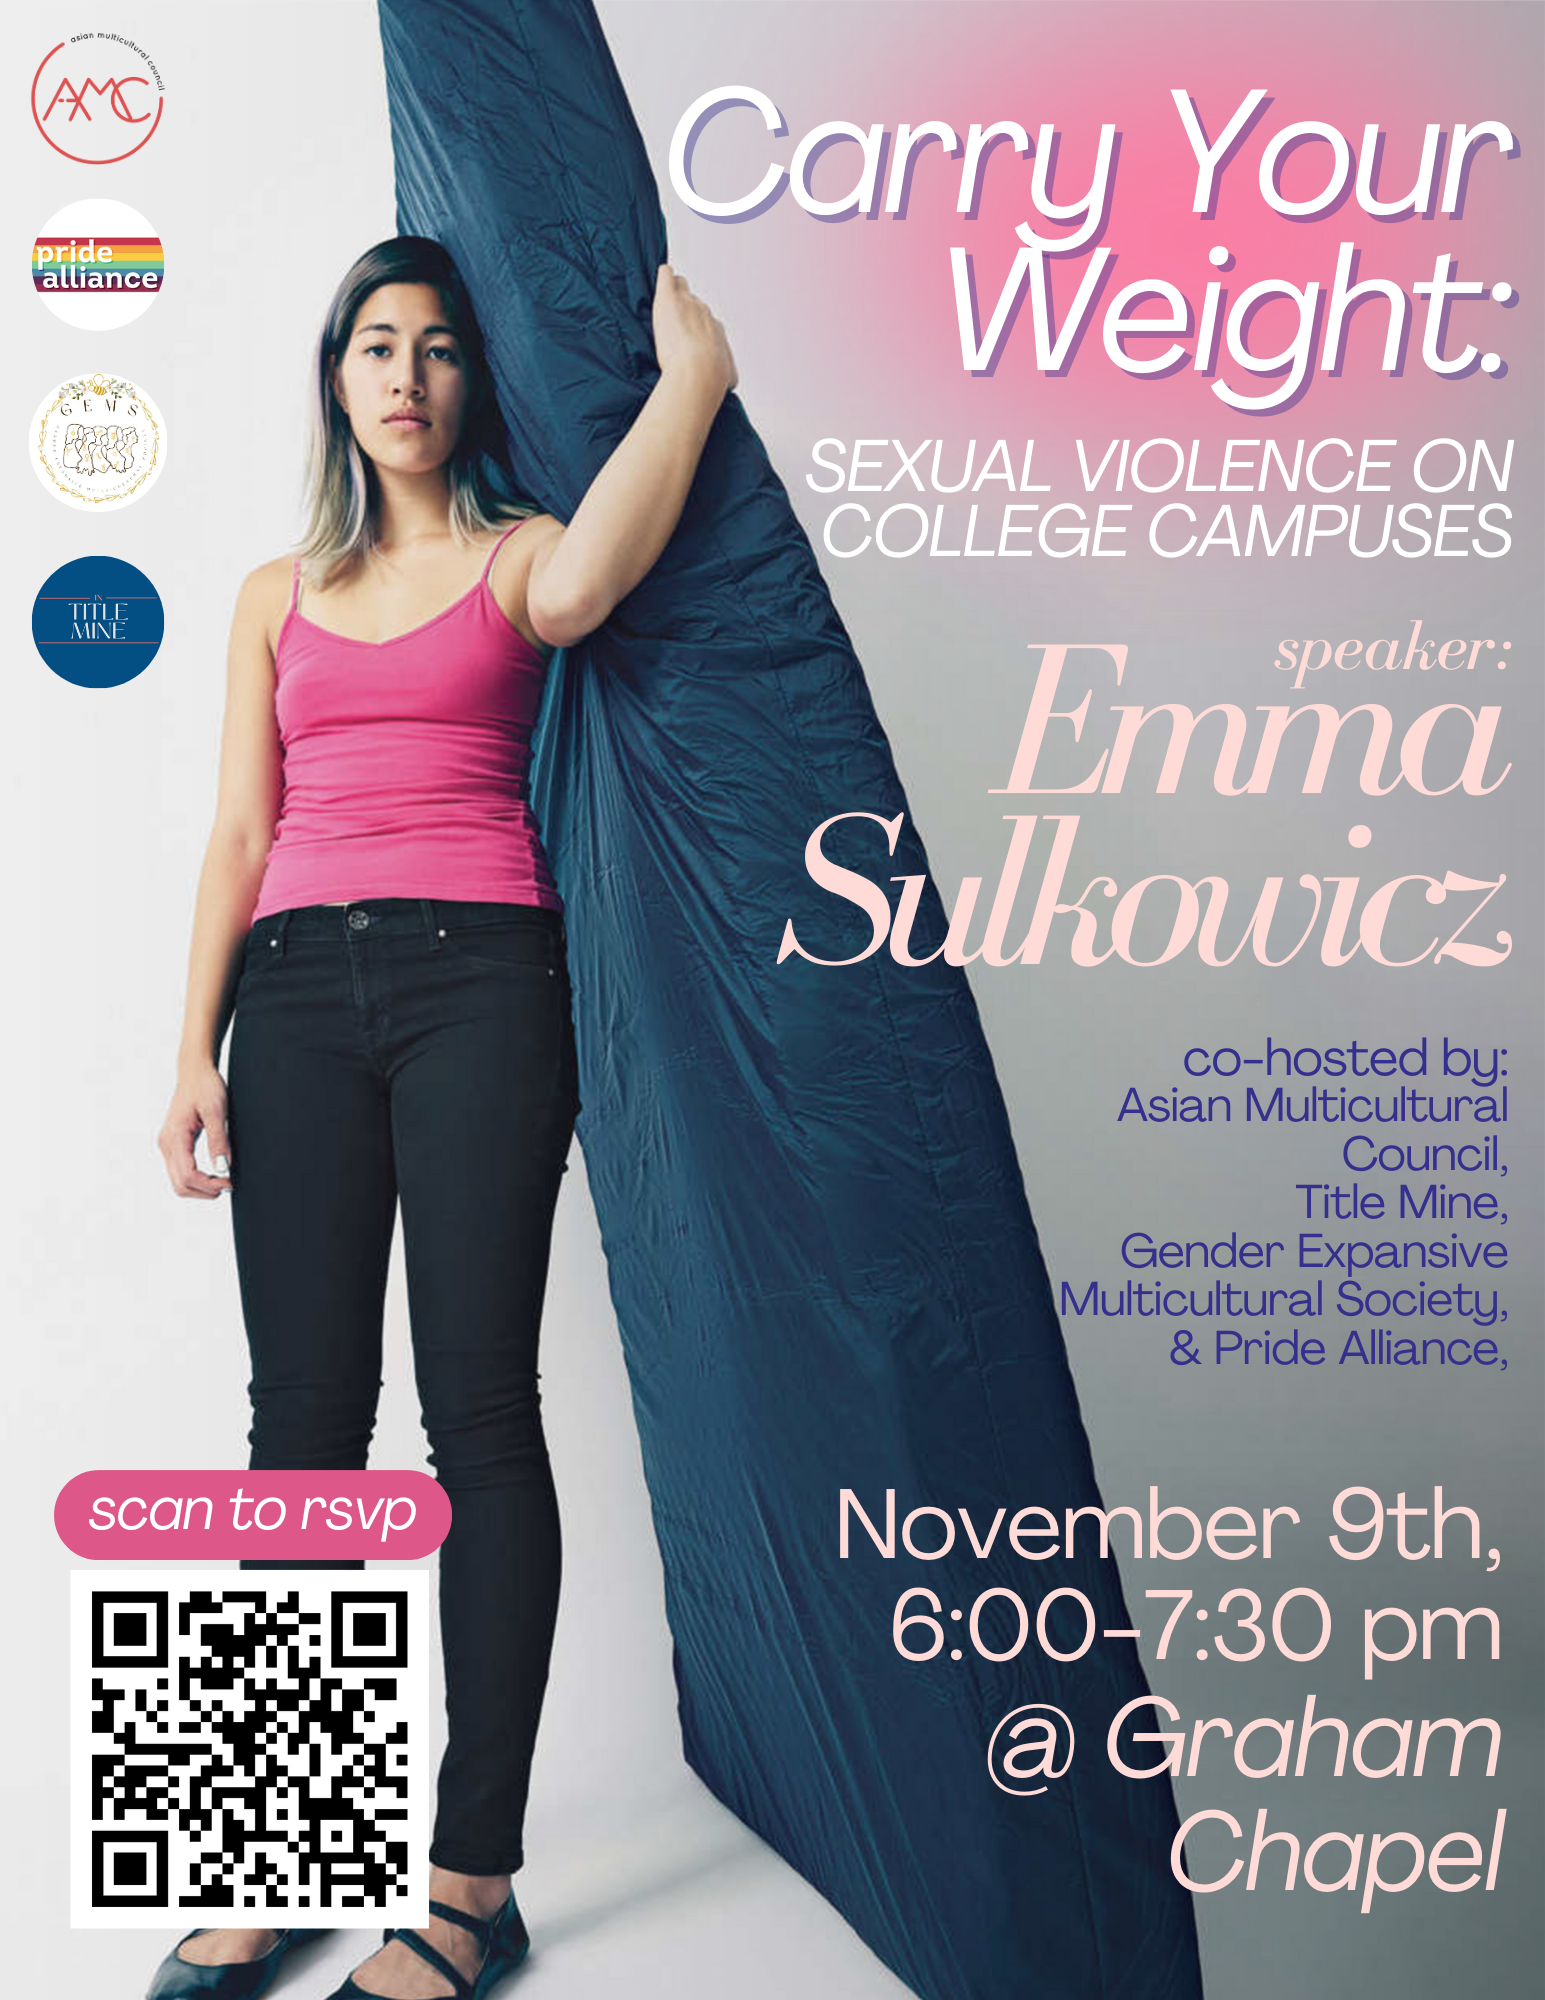 asian multicultural council
AMC
pride
alliance
GEMS
IN
TITLE
MINE
Carry Your
Weight:
SEXUAL VIOLENCE ON
COLLEGE CAMPUSES
speaker:
Emma
Sulkowicz
co-hosted by:
Asian Multicultural
Council,
Title Mine,
Gender Expansive
Multicultural Society,
& Pride Alliance,
scan to rsvp
November 9th,
6:00-7:30 pm
@ Graham
Chapel